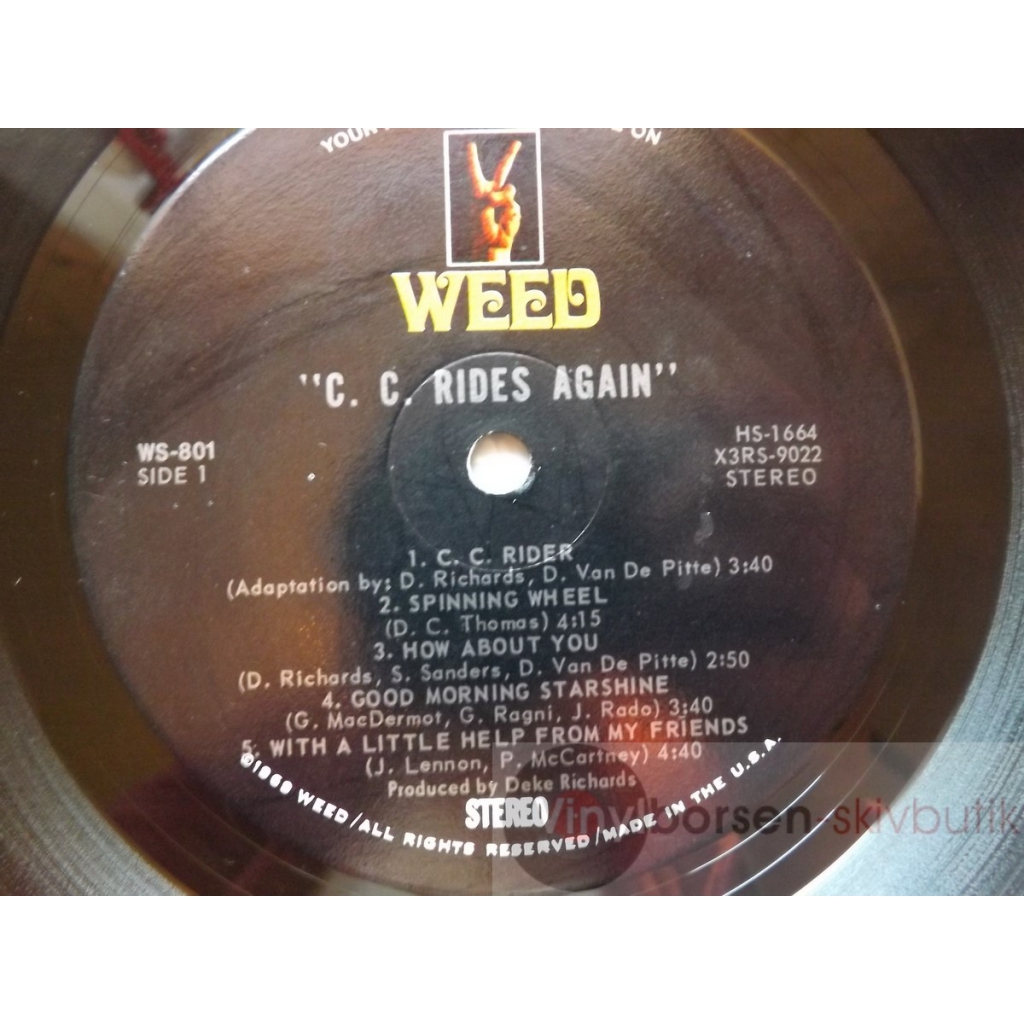 YOUR ON
WEED
"C. C. RIDES AGAIN"
WS-801
SIDE 1
HS-1664
X3RS-9022
STEREO
1. C. C. RIDER
(Adaptation by: D. Richards, D. Van De Pitte) 3:40
2. SPINNING WHEEL
(D. C. Thomas) 4:15
3. HOW ABOUT YOU
(D. Richards, S. Sanders, D. Van De Pitte) 2:50
4. GOOD MORNING STARSHINE
(G. MacDermot, G. Ragni, J. Rado) 3:40
5. WITH A LITTLE HELP FROM MY FRIENDS
(J. Lennon, P. McCartney) 4:40
Produced by Deke Richards
STEREO
©1969 WEED/ALL RIGHTS RESERVED/MADE IN THE U.S.A.
Vinylborsen-skivbutik